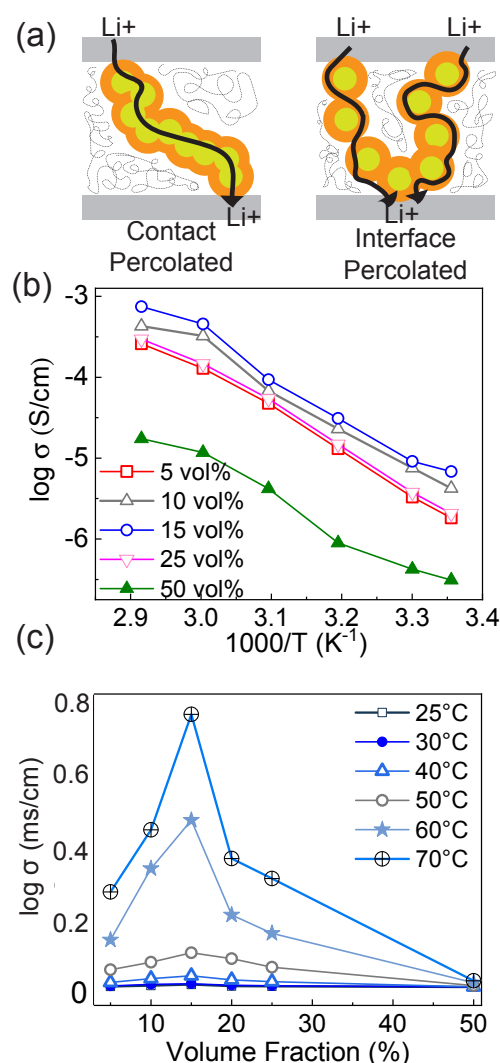 (a)
Li+
Li+
Li+
Li+
Li+
Contact
Percolated
Interface
Percolated
(b)
-3
-4
-5
-6
log σ (S/cm)
5 vol%
10 vol%
15 vol%
25 vol%
50 vol%
2.9 3.0 3.1 3.2 3.3 3.4
1000/T (K⁻¹)
(c)
0.8
0.6
0.4
0.2
0
log σ (ms/cm)
25°C
30°C
40°C
50°C
60°C
70°C
10 20 30 40 50
Volume Fraction (%)